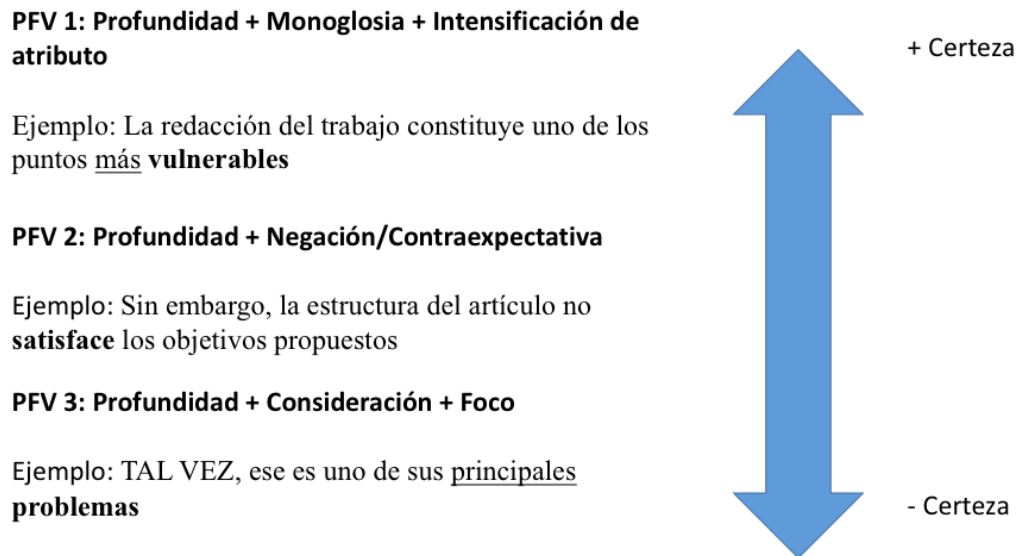 PFV 1: Profundidad + Monoglosia + Intensificación de
atributo
+ Certeza
Ejemplo: La redacción del trabajo constituye uno de los
puntos más vulnerables
PFV 2: Profundidad + Negación/Contraexpectativa
Ejemplo: Sin embargo, la estructura del artículo no
satisface los objetivos propuestos
PFV 3: Profundidad + Consideración + Foco
Ejemplo: TAL VEZ, ese es uno de sus principales
problemas
- Certeza